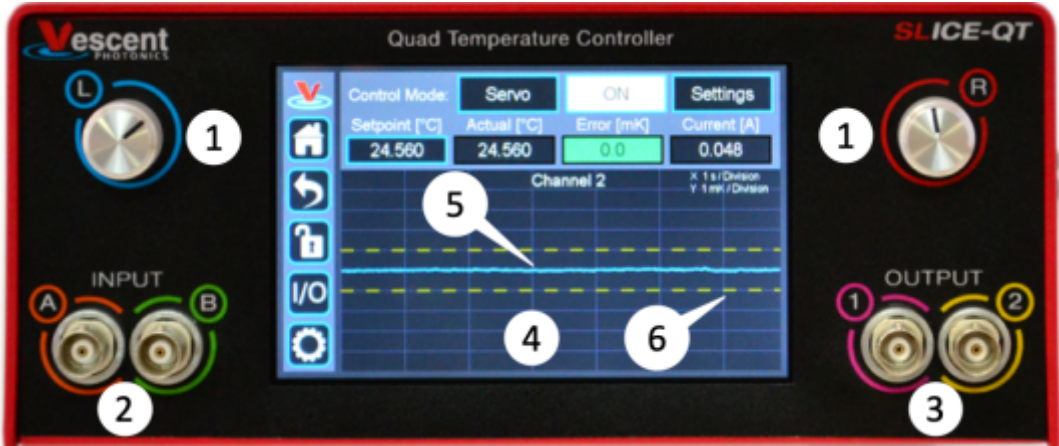 Vescent
PHOTONICS
Quad Temperature Controller
SLICE-QT
L
R
1
1
Control Mode: Servo ON Settings
Setpoint [°C] Actual [°C] Error [mK] Current [A]
24.560 24.560 0.0 0.048
Channel 2
X 1 s / Division
Y 1 mK / Division
5
I/O
4
6
INPUT
A B
2
OUTPUT
1 2
3